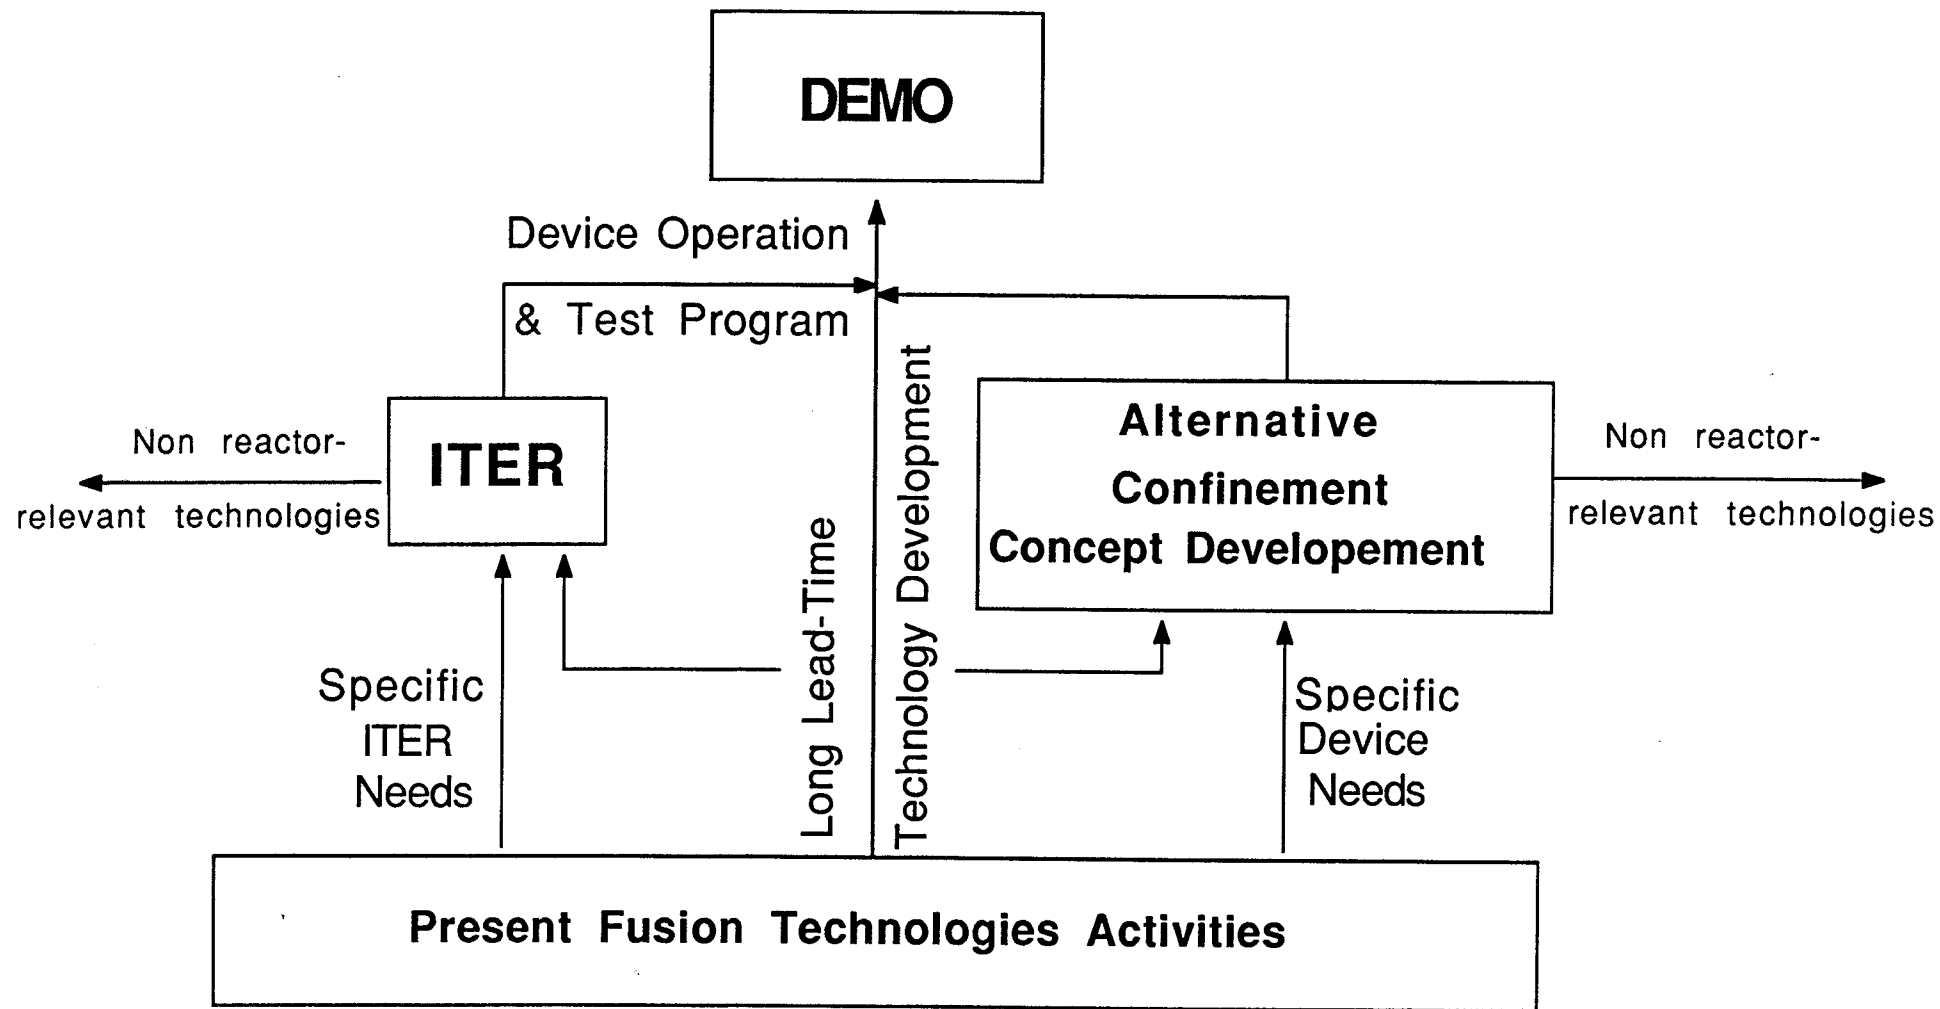 DEMO
Device Operation
& Test Program
Non reactor-
relevant technologies
ITER
Long Lead-Time
Technology Development
Alternative
Confinement
Concept Developement
Non reactor-
relevant technologies
Specific
ITER
Needs
Specific
Device
Needs
Present Fusion Technologies Activities